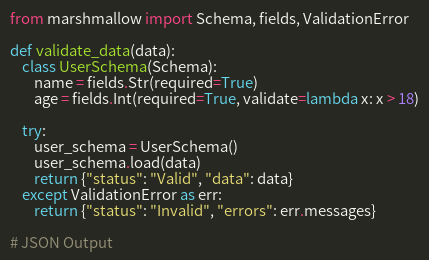 from marshmallow import Schema, fields, ValidationError

def validate_data(data):
    class UserSchema(Schema):
        name = fields.Str(required=True)
        age = fields.Int(required=True, validate=lambda x: x > 18)

    try:
        user_schema = UserSchema()
        user_schema.load(data)
        return {"status": "Valid", "data": data}
    except ValidationError as err:
        return {"status": "Invalid", "errors": err.messages}

# JSON Output